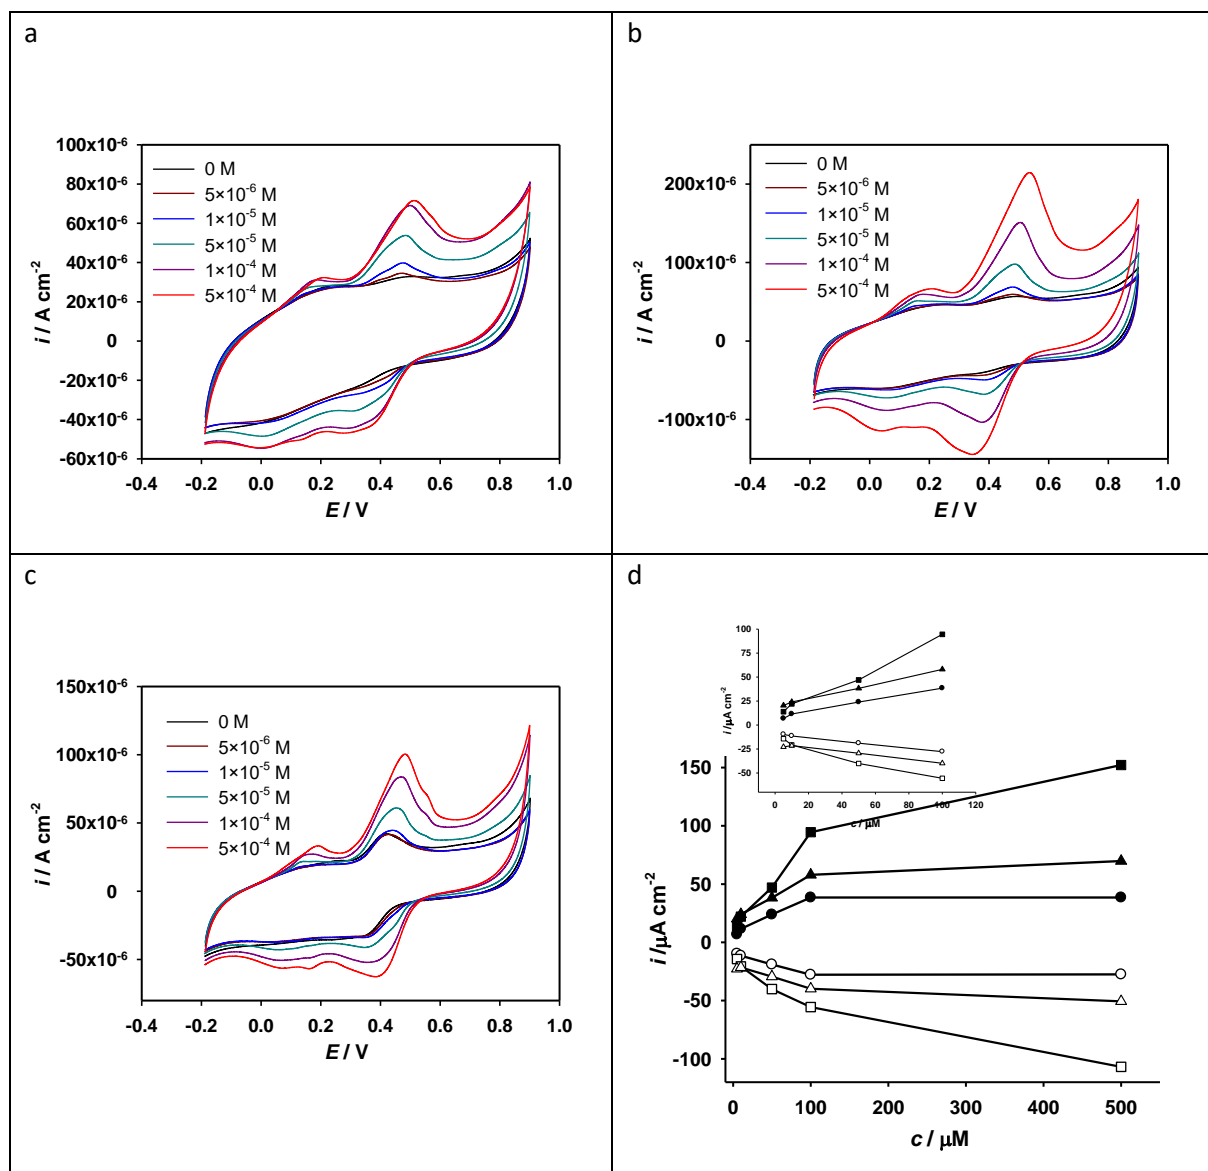 a
100x10⁻⁶
80x10⁻⁶
60x10⁻⁶
40x10⁻⁶
20x10⁻⁶
0
-20x10⁻⁶
-40x10⁻⁶
-60x10⁻⁶
i / A cm⁻²
0 M
5×10⁻⁶ M
1×10⁻⁵ M
5×10⁻⁵ M
1×10⁻⁴ M
5×10⁻⁴ M
-0.4 -0.2 0.0 0.2 0.4 0.6 0.8 1.0
E / V
b
200x10⁻⁶
100x10⁻⁶
0
-100x10⁻⁶
i / A cm⁻²
0 M
5×10⁻⁶ M
1×10⁻⁵ M
5×10⁻⁵ M
1×10⁻⁴ M
5×10⁻⁴ M
-0.4 -0.2 0.0 0.2 0.4 0.6 0.8 1.0
E / V
c
150x10⁻⁶
100x10⁻⁶
50x10⁻⁶
0
-50x10⁻⁶
i / A cm⁻²
0 M
5×10⁻⁶ M
1×10⁻⁵ M
5×10⁻⁵ M
1×10⁻⁴ M
5×10⁻⁴ M
-0.4 -0.2 0.0 0.2 0.4 0.6 0.8 1.0
E / V
d
100
75
50
25
0
-25
-50
i /µA cm⁻²
0 20 40 60 80 100 120
c / µM
150
100
50
0
-50
-100
i /µA cm⁻²
0 100 200 300 400 500
c / µM